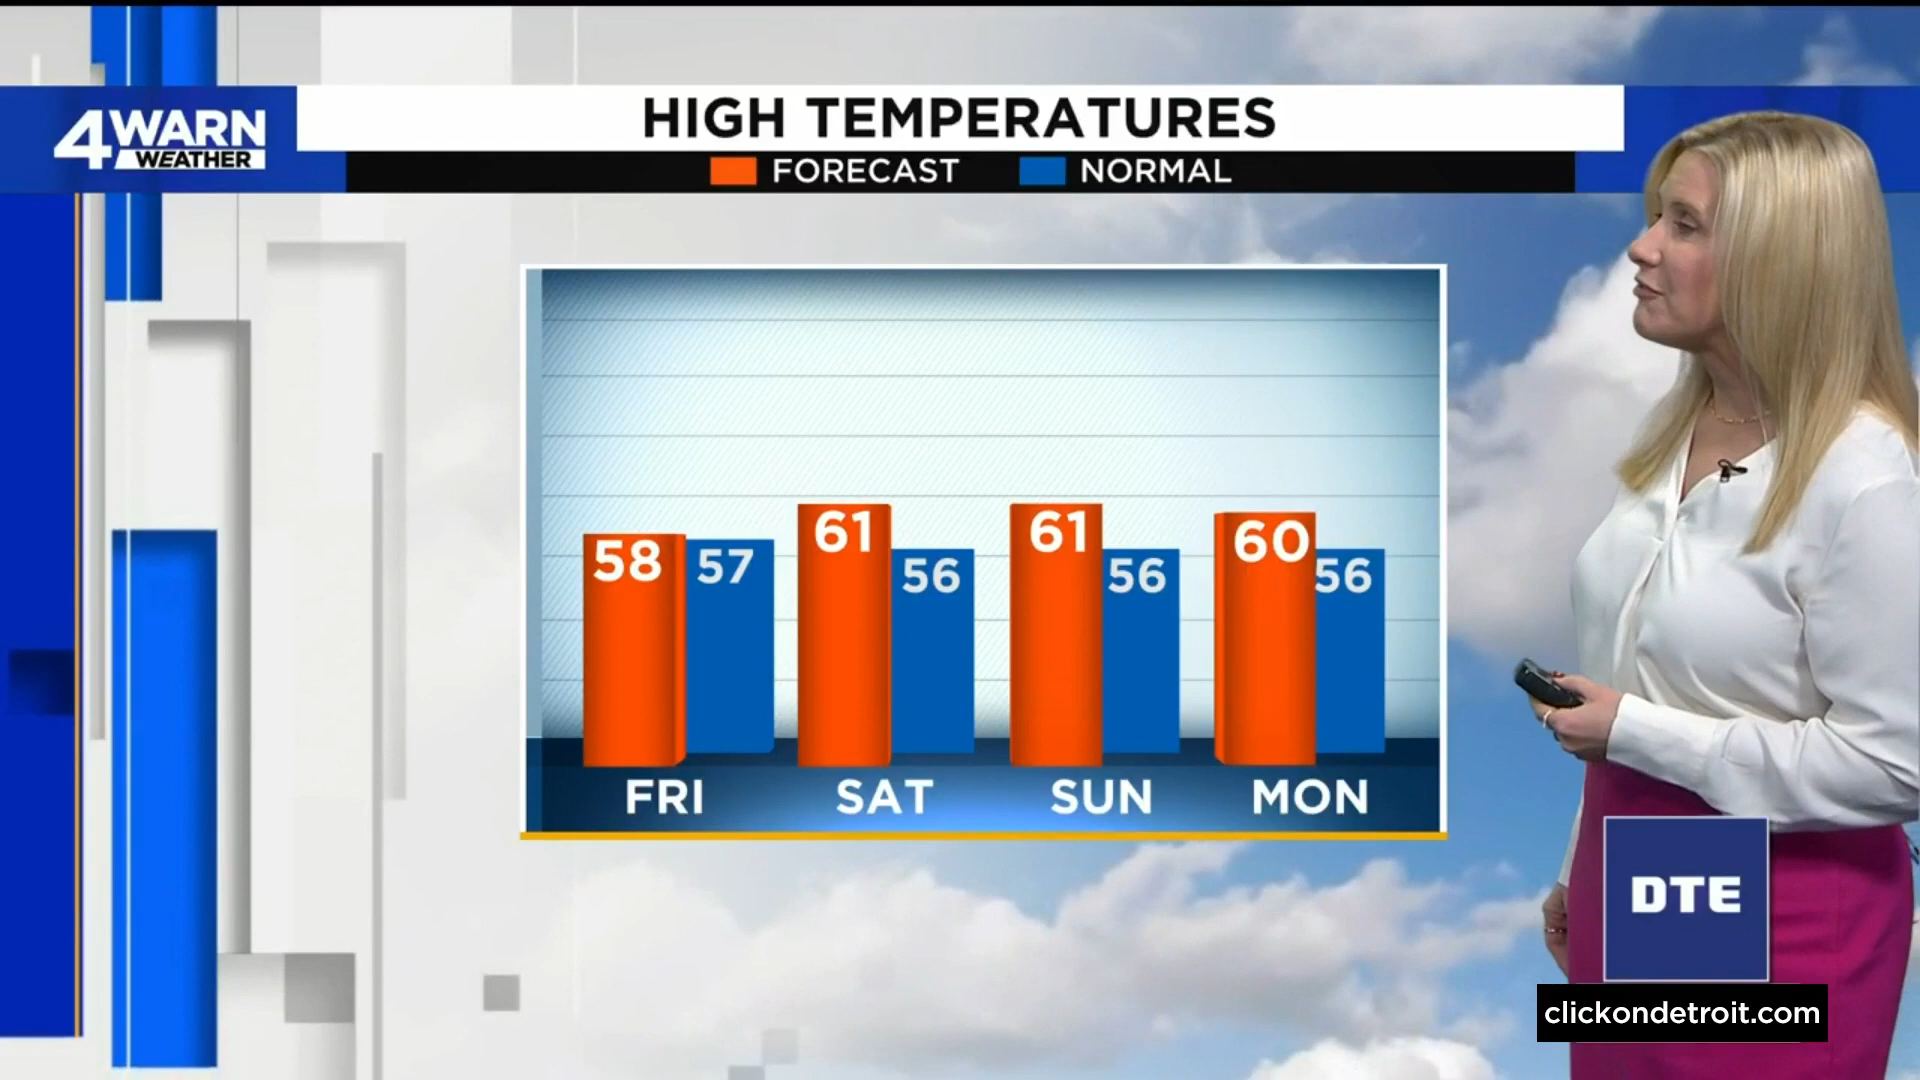 4WARN
WEATHER
HIGH TEMPERATURES
FORECAST NORMAL
58 57 61 56 61 56 60 56
FRI SAT SUN MON
DTE
clickondetroit.com